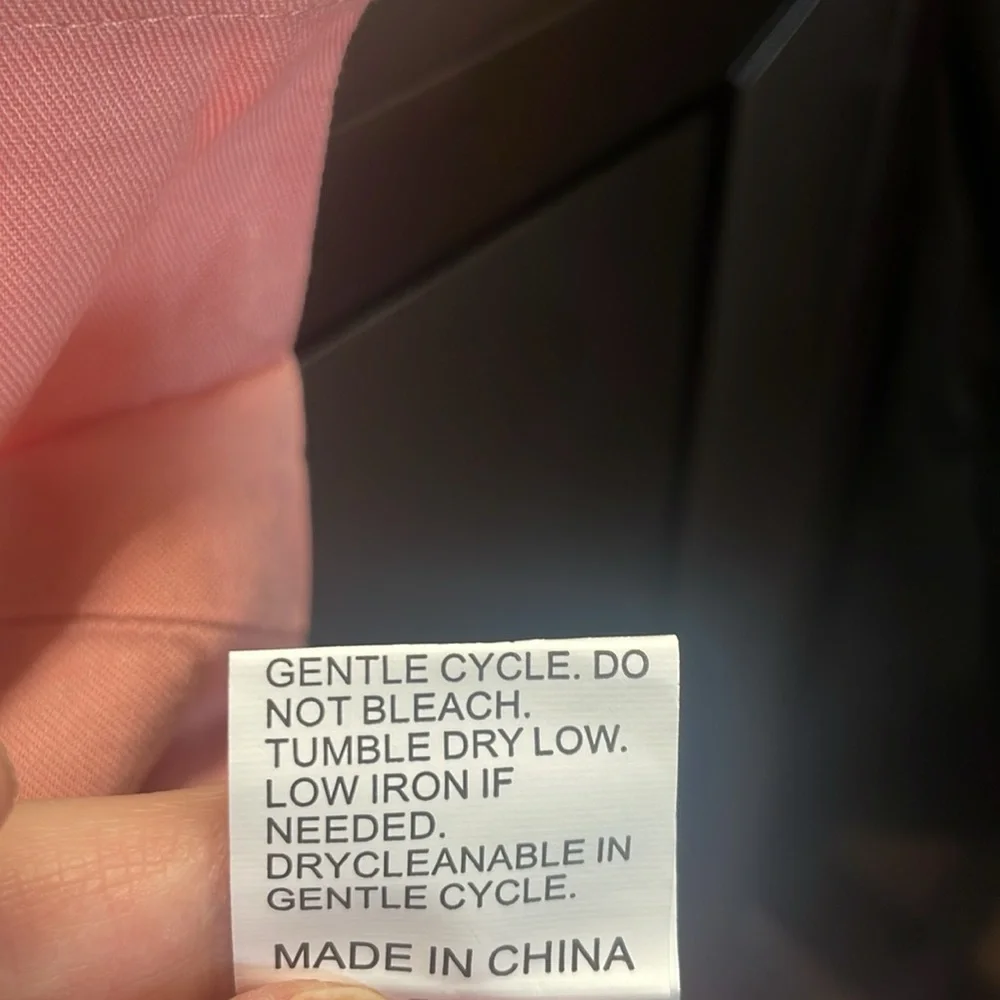 GENTLE CYCLE. DO
NOT BLEACH.
TUMBLE DRY LOW.
LOW IRON IF
NEEDED.
DRYCLEANABLE IN
GENTLE CYCLE.
MADE IN CHINA